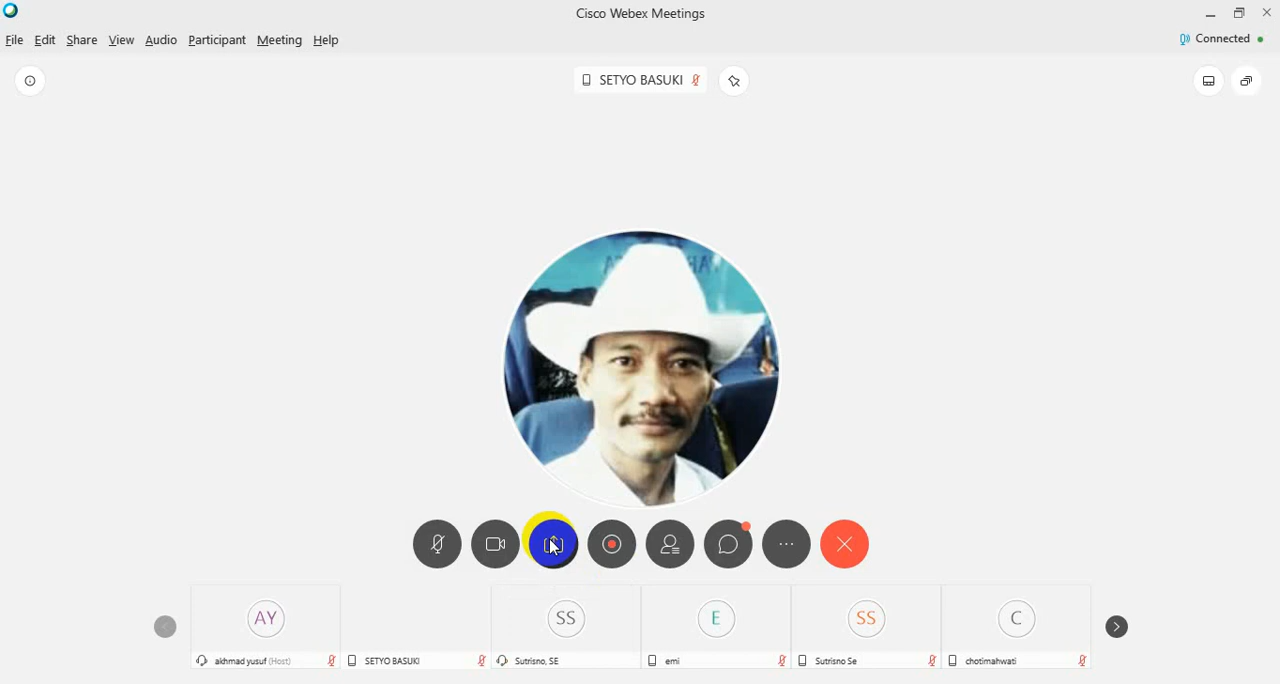 Cisco Webex Meetings
File Edit Share View Audio Participant Meeting Help
Connected
SETYO BASUKI
AY SS E SS C
akhmad yusuf (Host) SETYO BASUKI Sutrisno, SE emi Sutrisno Se chotimahwati